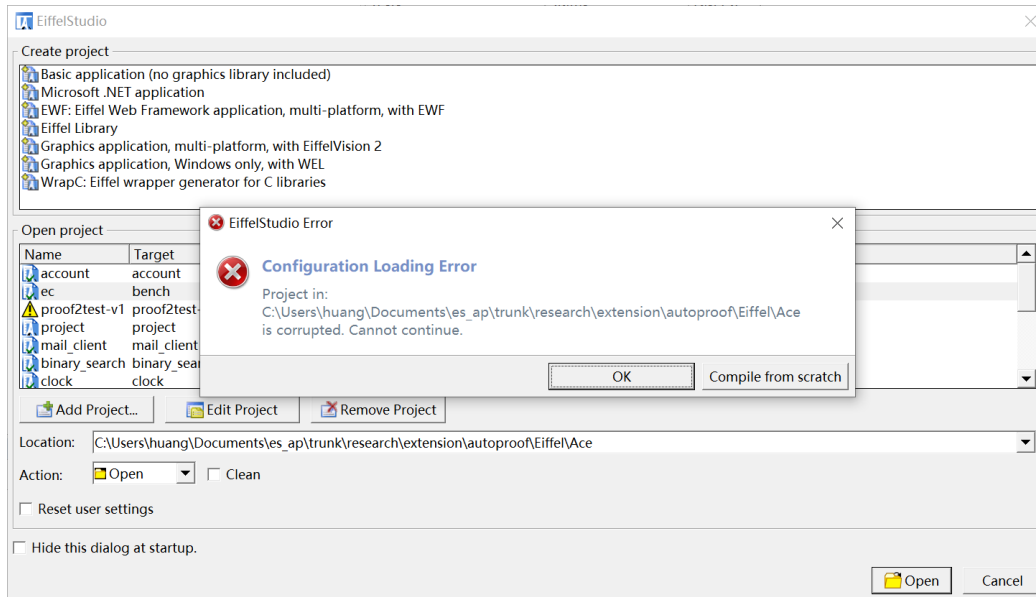 EiffelStudio
Create project
Basic application (no graphics library included)
Microsoft .NET application
EWF: Eiffel Web Framework application, multi-platform, with EWF
Eiffel Library
Graphics application, multi-platform, with EiffelVision 2
Graphics application, Windows only, with WEL
WrapC: Eiffel wrapper generator for C libraries
Open project
Name Target
account account
ec bench
proof2test-v1 proof2test-
project project
mail_client mail_client
binary_search binary_sear
clock clock
EiffelStudio Error
Configuration Loading Error
Project in:
C:\Users\huang\Documents\es_ap\trunk\research\extension\autoproof\Eiffel\Ace
is corrupted. Cannot continue.
OK Compile from scratch
Add Project... Edit Project Remove Project
Location: C:\Users\huang\Documents\es_ap\trunk\research\extension\autoproof\Eiffel\Ace
Action: Open Clean
Reset user settings
Hide this dialog at startup.
Open Cancel